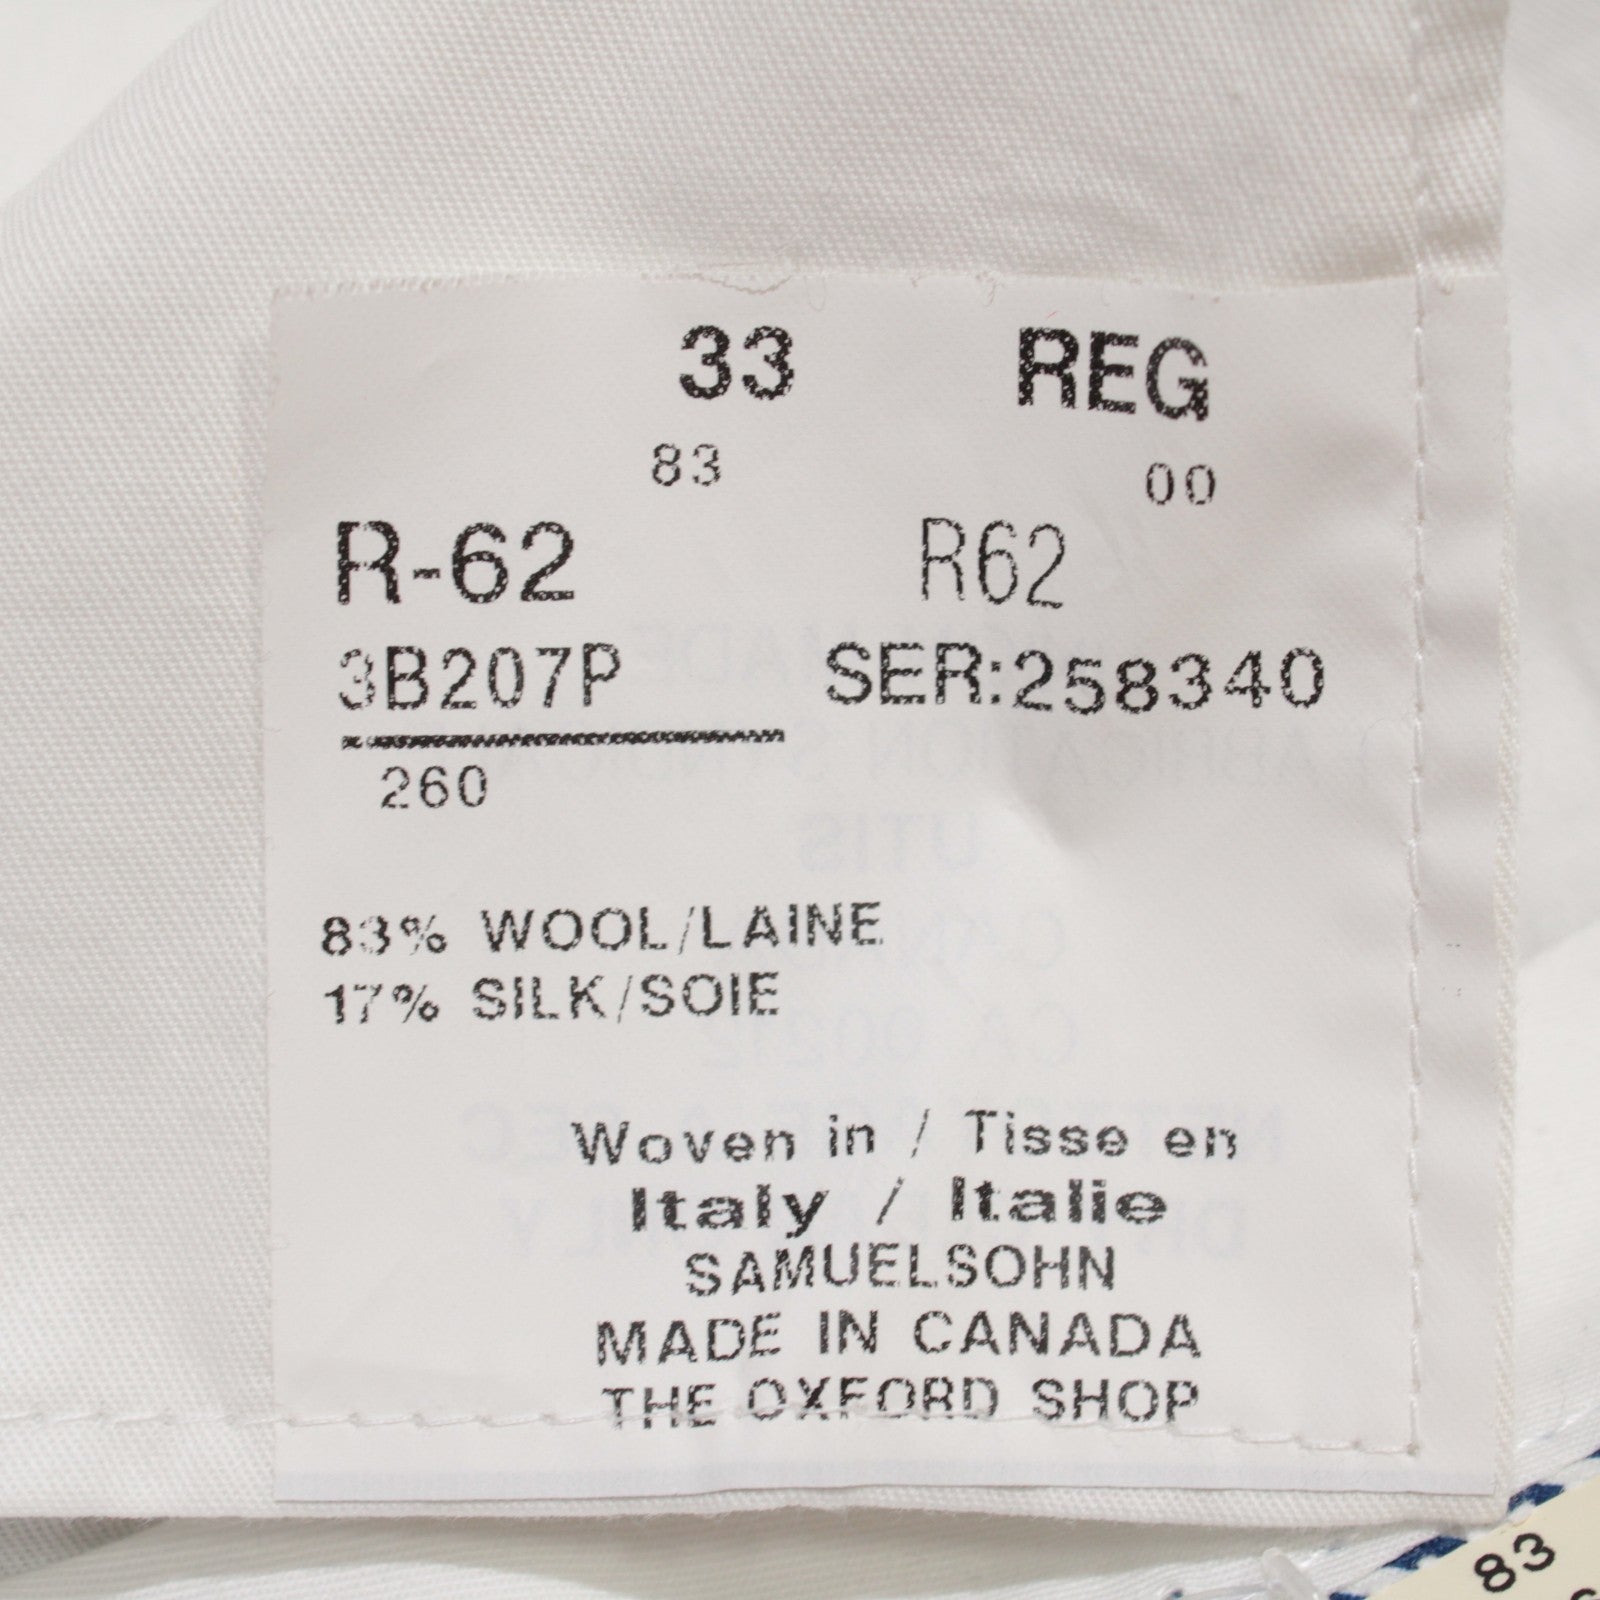 33 REG
83 00
R-62 R62
3B207P SER:258340
260
83% WOOL/LAINE
17% SILK/SOIE
Woven in / Tisse en
Italy / Italie
SAMUELSOHN
MADE IN CANADA
THE OXFORD SHOP
83